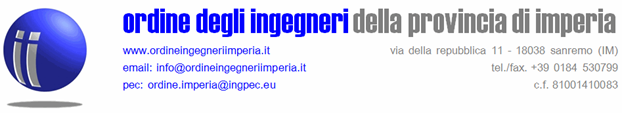 ordine degli ingegneri della provincia di imperia
www.ordineingegneriimperia.it
via della repubblica 11 - 18038 sanremo (IM)
email: info@ordineingegneriimperia.it
tel./fax. +39 0184 530799
pec: ordine.imperia@ingpec.eu
c.f. 81001410083